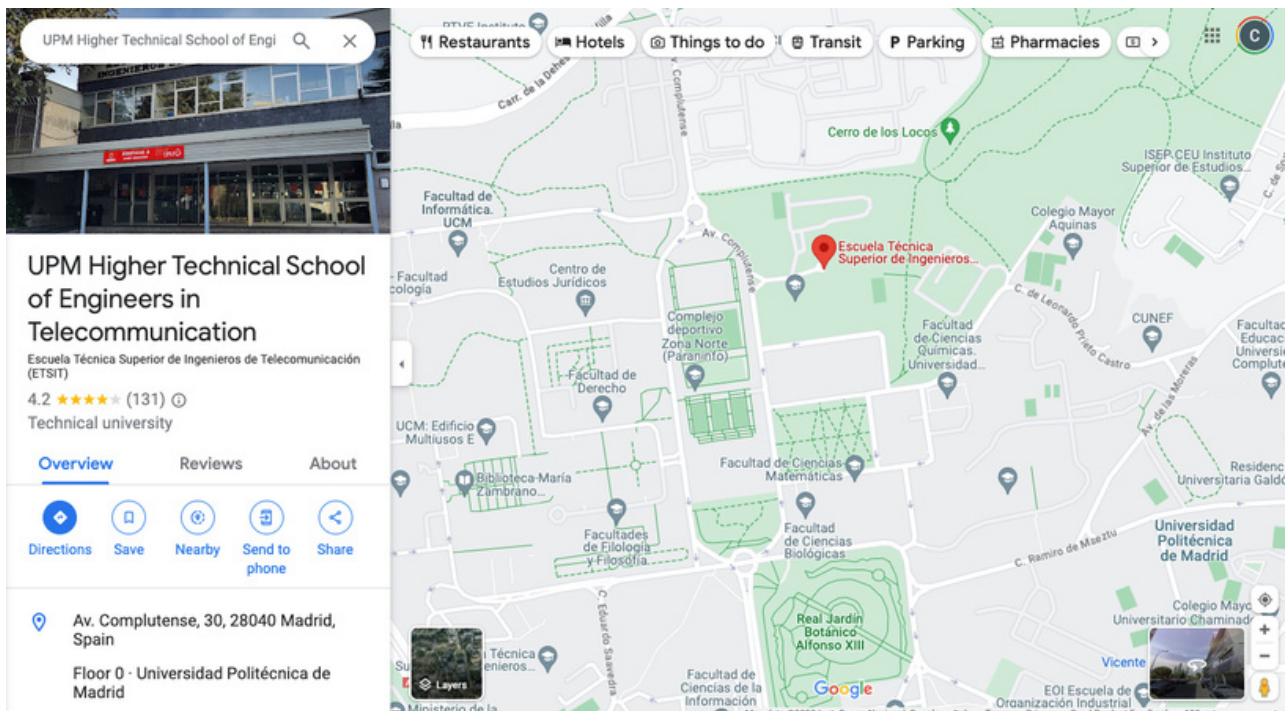 UPM Higher Technical School of Engi
Restaurants
Hotels
Things to do
Transit
P Parking
Pharmacies
C
UPM Higher Technical School
of Engineers in
Telecommunication
Escuela Técnica Superior de Ingenieros de Telecomunicación
(ETSIT)
4.2 (131)
Technical university
Overview
Reviews
About
Directions
Save
Nearby
Send to
phone
Share
Av. Complutense, 30, 28040 Madrid,
Spain
Floor 0 · Universidad Politécnica de
Madrid
Carr. de la Dehesa
Av. Complutense
Cerro de los Locos
ISEP CEU Instituto
Superior de Estudios...
C. de
Facultad de
Informática.
UCM
Colegio Mayor
Aquinas
Av. Complutense
Escuela Técnica
Superior de Ingenieros...
- Facultad
Centro de
Estudios Jurídicos
C. de Leonardo Prieto Castro
Complejo
deportivo
Zona Norte
(Paraninfo)
CUNEF
Facultad
de Ciencias
Químicas.
Universidad...
Facultad de
Derecho
Av. de las Moreras
UCM: Edificio
Multiusos E
Facultad de Ciencias
Matemáticas
Biblioteca María
Zambrano...
Universitaria
Facultades
de Filología
y Filosofía
Facultad
de Ciencias
Biológicas
Universidad
Politécnica
de Madrid
C. Ramiro de Maeztu
C. Eduardo Saavedra
Real Jardín
Botánico
Alfonso XIII
Colegio
Universitario
Técnica
Layers
Vicente
Facultad de
Ciencias de la
Información
Google
EOI Escuela de
Organización Industrial
Ministerio de la